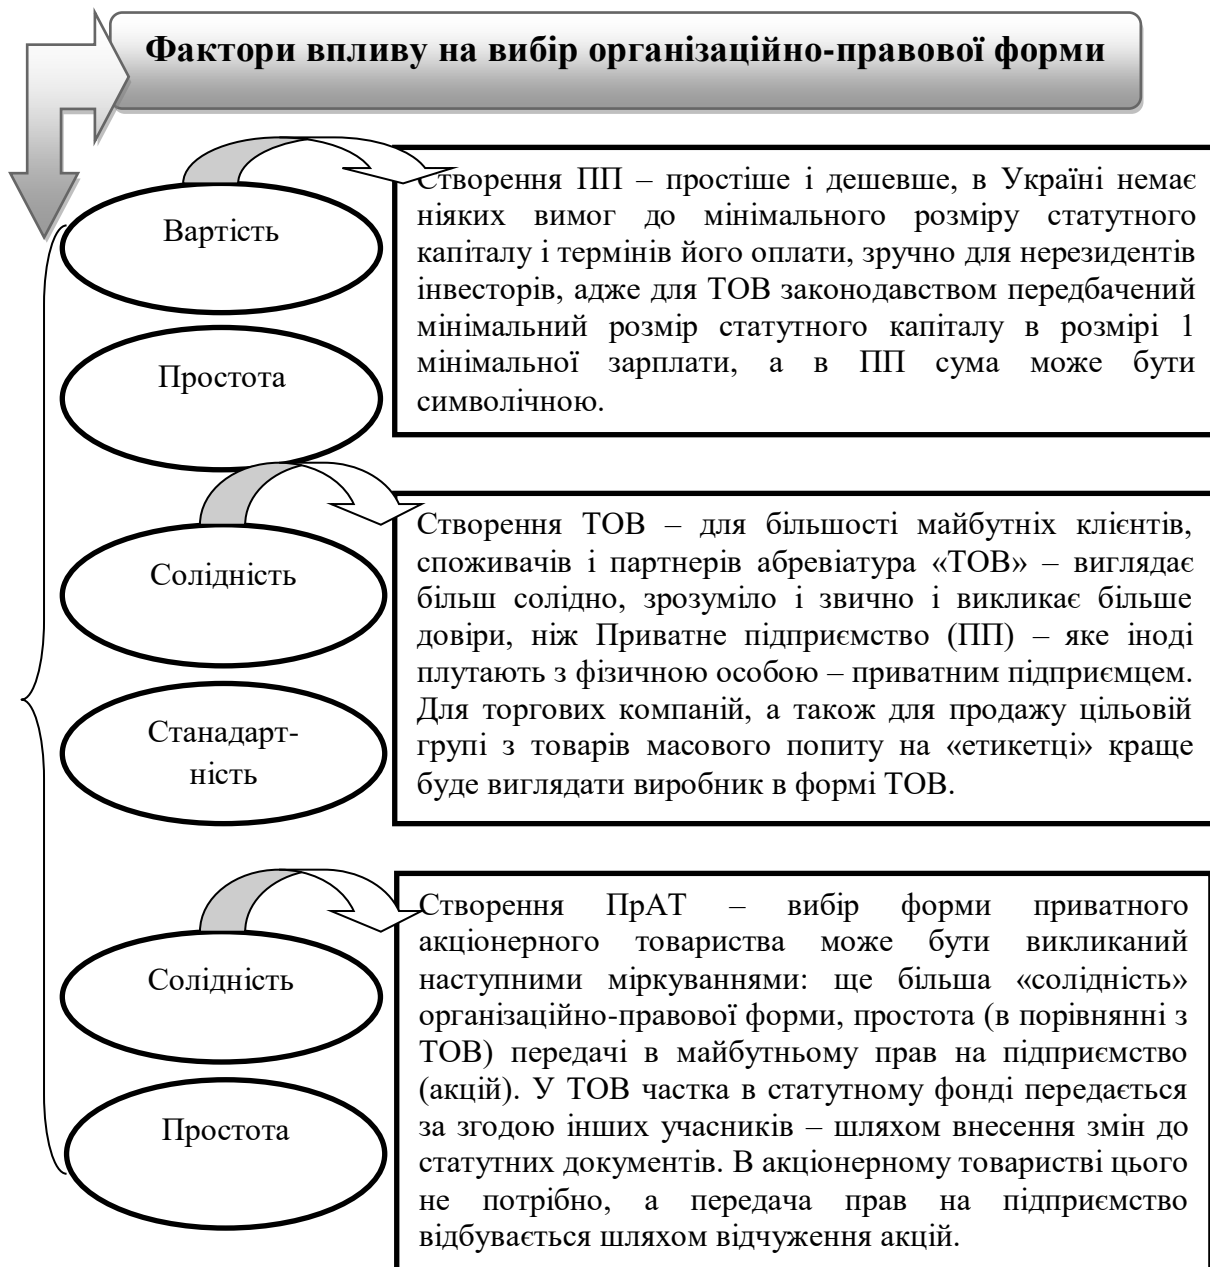 Фактори впливу на вибір організаційно-правової форми
Вартість
Простота
Створення ПП – простіше і дешевше, в Україні немає
ніяких вимог до мінімального розміру статутного
капіталу і термінів його оплати, зручно для нерезидентів
інвесторів, адже для ТОВ законодавством передбачений
мінімальний розмір статутного капіталу в розмірі 1
мінімальної зарплати, а в ПП сума може бути
символічною.
Солідність
Станадарт-
ність
Створення ТОВ – для більшості майбутніх клієнтів,
споживачів і партнерів абревіатура «ТОВ» – виглядає
більш солідно, зрозуміло і звично і викликає більше
довіри, ніж Приватне підприємство (ПП) – яке іноді
плутають з фізичною особою – приватним підприємцем.
Для торгових компаній, а також для продажу цільовій
групі з товарів масового попиту на «етикетці» краще
буде виглядати виробник в формі ТОВ.
Солідність
Простота
Створення ПрАТ – вибір форми приватного
акціонерного товариства може бути викликаний
наступними міркуваннями: ще більша «солідність»
організаційно-правової форми, простота (в порівнянні з
ТОВ) передачі в майбутньому прав на підприємство
(акцій). У ТОВ частка в статутному фонді передається
за згодою інших учасників – шляхом внесення змін до
статутних документів. В акціонерному товаристві цього
не потрібно, а передача прав на підприємство
відбувається шляхом відчуження акцій.